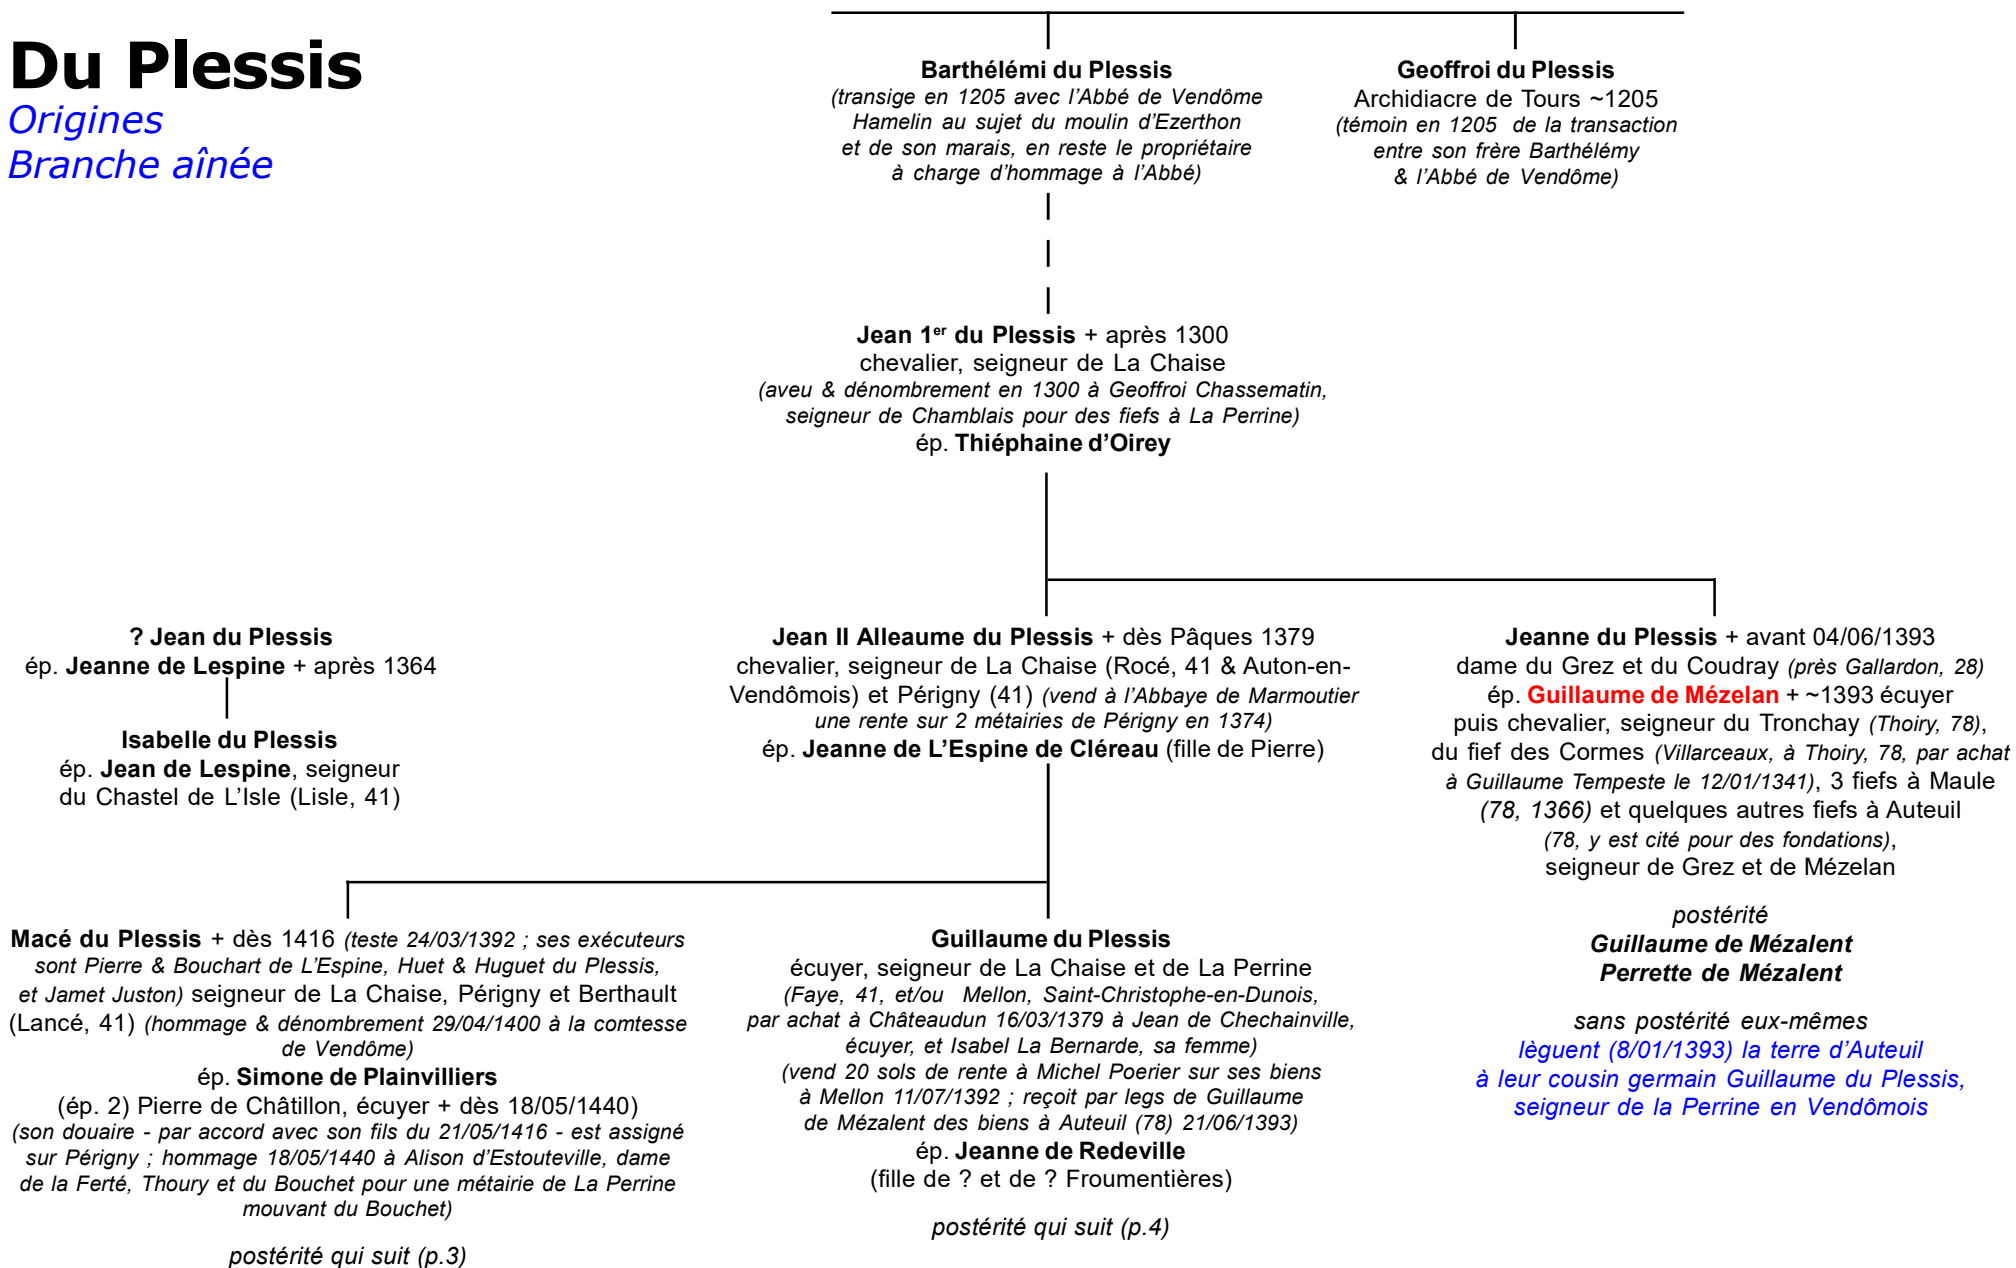 Du Plessis
Origines
Branche aînée
Barthélémi du Plessis
(transige en 1205 avec l'Abbé de Vendôme
Hamelin au sujet du moulin d'Ezerthon
et de son marais, en reste le propriétaire
à charge d'hommage à l'Abbé)
Geoffroi du Plessis
Archidiacre de Tours ~1205
(témoin en 1205 de la transaction
entre son frère Barthélémy
& l'Abbé de Vendôme)
Jean 1er du Plessis + après 1300
chevalier, seigneur de La Chaise
(aveu & dénombrement en 1300 à Geoffroi Chassematin,
seigneur de Chamblais pour des fiefs à La Perrine)
ép. Thiéphaine d'Oirey
? Jean du Plessis
ép. Jeanne de Lespine + après 1364
Isabelle du Plessis
ép. Jean de Lespine, seigneur
du Chastel de L'Isle (Lisle, 41)
Jean II Alleaume du Plessis + dès Pâques 1379
chevalier, seigneur de La Chaise (Rocé, 41 & Auton-en-
Vendômois) et Périgny (41) (vend à l'Abbaye de Marmoutier
une rente sur 2 métairies de Périgny en 1374)
ép. Jeanne de L'Espine de Cléreau (fille de Pierre)
Jeanne du Plessis + avant 04/06/1393
dame du Grez et du Coudray (près Gallardon, 28)
ép. Guillaume de Mézelan + ~1393 écuyer
puis chevalier, seigneur du Tronchay (Thoiry, 78),
du fief des Cormes (Villarceaux, à Thoiry, 78, par achat
à Guillaume Tempeste le 12/01/1341), 3 fiefs à Maule
(78, 1366) et quelques autres fiefs à Auteuil
(78, y est cité pour des fondations),
seigneur de Grez et de Mézelan
postérité
Guillaume de Mézalent
Perrette de Mézalent
sans postérité eux-mêmes
lèguent (8/01/1393) la terre d'Auteuil
à leur cousin germain Guillaume du Plessis,
seigneur de la Perrine en Vendômois
Macé du Plessis + dès 1416 (teste 24/03/1392 ; ses exécuteurs
sont Pierre & Bouchart de L'Espine, Huet & Huguet du Plessis,
et Jamet Juston) seigneur de La Chaise, Périgny et Berthault
(Lancé, 41) (hommage & dénombrement 29/04/1400 à la comtesse
de Vendôme)
ép. Simone de Plainvilliers
(ép. 2) Pierre de Châtillon, écuyer + dès 18/05/1440)
(son douaire - par accord avec son fils du 21/05/1416 - est assigné
sur Périgny ; hommage 18/05/1440 à Alison d'Estouteville, dame
de la Ferté, Thoury et du Bouchet pour une métairie de La Perrine
mouvant du Bouchet)
postérité qui suit (p.3)
Guillaume du Plessis
écuyer, seigneur de La Chaise et de La Perrine
(Faye, 41, et/ou Mellon, Saint-Christophe-en-Dunois,
par achat à Châteaudun 16/03/1379 à Jean de Chechainville,
écuyer, et Isabel La Bernarde, sa femme)
(vend 20 sols de rente à Michel Poerier sur ses biens
à Mellon 11/07/1392 ; reçoit par legs de Guillaume
de Mézalent des biens à Auteuil (78) 21/06/1393)
ép. Jeanne de Redeville
(fille de ? et de ? Froumentières)
postérité qui suit (p.4)